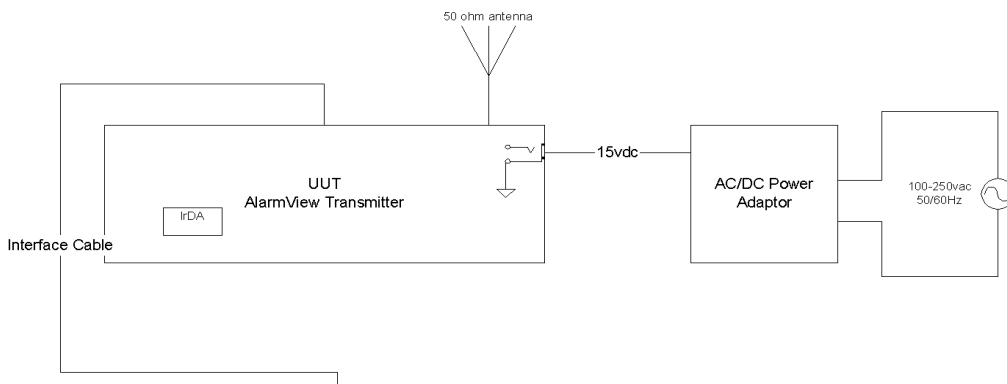 50 ohm antenna
UUT
AlarmView Transmitter
IrDA
Interface Cable
15vdc
AC/DC Power
Adaptor
100-250vac
50/60Hz